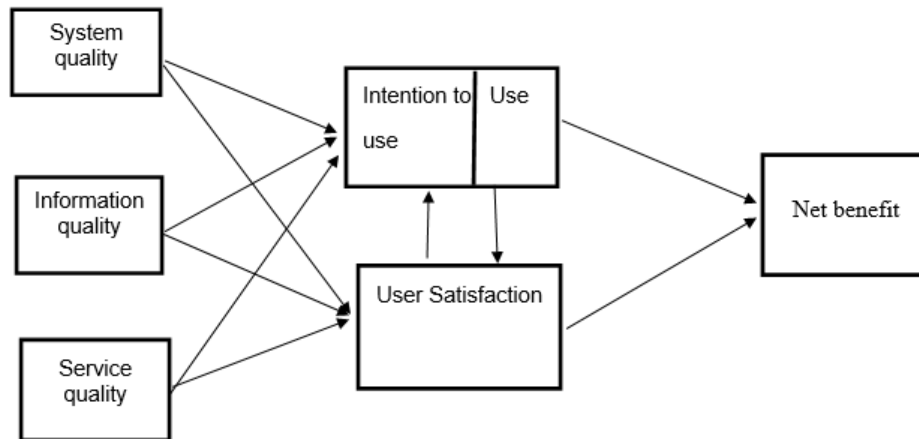 System
quality
Intention to
use
Use
Information
quality
Net benefit
User Satisfaction
Service
quality